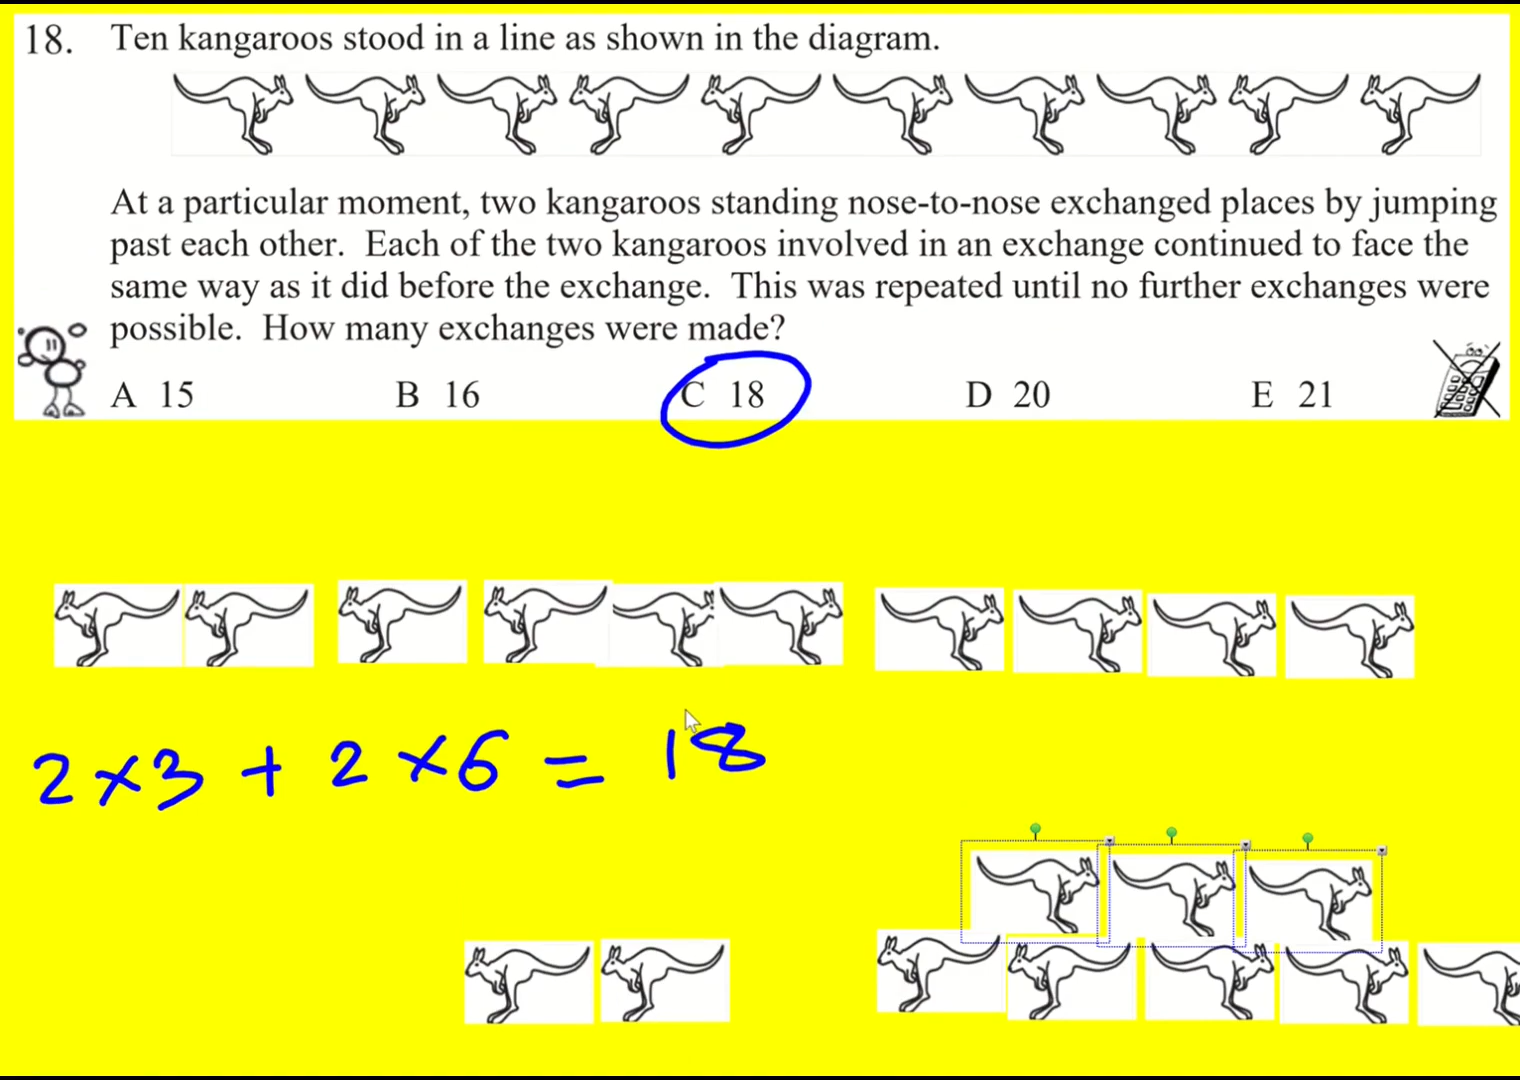 18. Ten kangaroos stood in a line as shown in the diagram.
At a particular moment, two kangaroos standing nose-to-nose exchanged places by jumping
past each other. Each of the two kangaroos involved in an exchange continued to face the
same way as it did before the exchange. This was repeated until no further exchanges were
possible. How many exchanges were made?
A 15 B 16 C 18 D 20 E 21
2 × 3 + 2 × 6 = 18